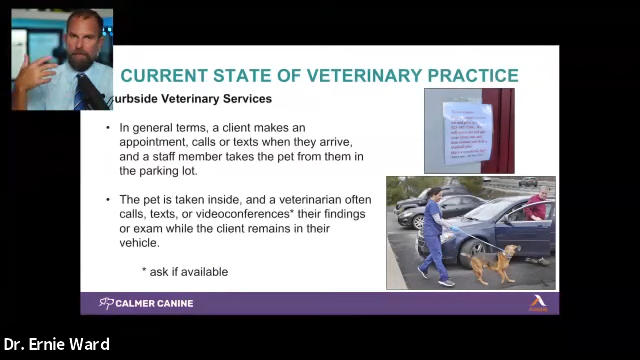 CURRENT STATE OF VETERINARY PRACTICE
urbside Veterinary Services
• In general terms, a client makes an
appointment, calls or texts when they arrive,
and a staff member takes the pet from them in
the parking lot.
• The pet is taken inside, and a veterinarian often
calls, texts, or videoconferences* their findings
or exam while the client remains in their
vehicle.
* ask if available
CALMER CANINE
Dr. Ernie Ward